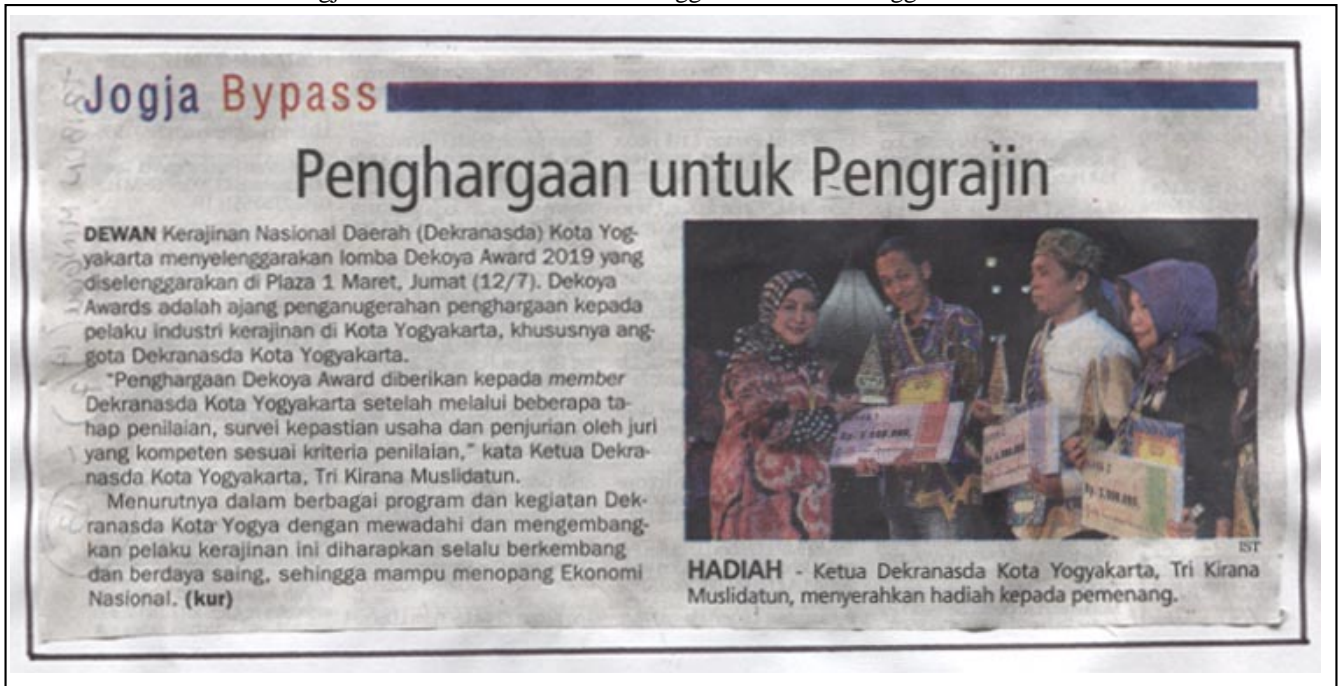 Jogja Bypass
Penghargaan untuk Pengrajin
DEWAN Kerajinan Nasional Daerah (Dekranasda) Kota Yog-
yakarta menyelenggarakan lomba Dekoya Award 2019 yang
diselenggarakan di Plaza 1 Maret, Jumat (12/7). Dekoya
Awards adalah ajang penganugerahan penghargaan kepada
pelaku industri kerajinan di Kota Yogyakarta, khususnya ang-
gota Dekranasda Kota Yogyakarta.
"Penghargaan Dekoya Award diberikan kepada member
Dekranasda Kota Yogyakarta setelah melalui beberapa ta-
hap penilaian, survei kepastian usaha dan penjurian oleh juri
yang kompeten sesuai kriteria penilaian," kata Ketua Dekra-
nasda Kota Yogyakarta, Tri Kirana Muslidatun.
Menurutnya dalam berbagai program dan kegiatan Dek-
ranasda Kota Yogya dengan mewadahi dan mengembang-
kan pelaku kerajinan ini diharapkan selalu berkembang
dan berdaya saing, sehingga mampu menopang Ekonomi
Nasional. (kur)
IST
HADIAH - Ketua Dekranasda Kota Yogyakarta, Tri Kirana
Muslidatun, menyerahkan hadiah kepada pemenang.